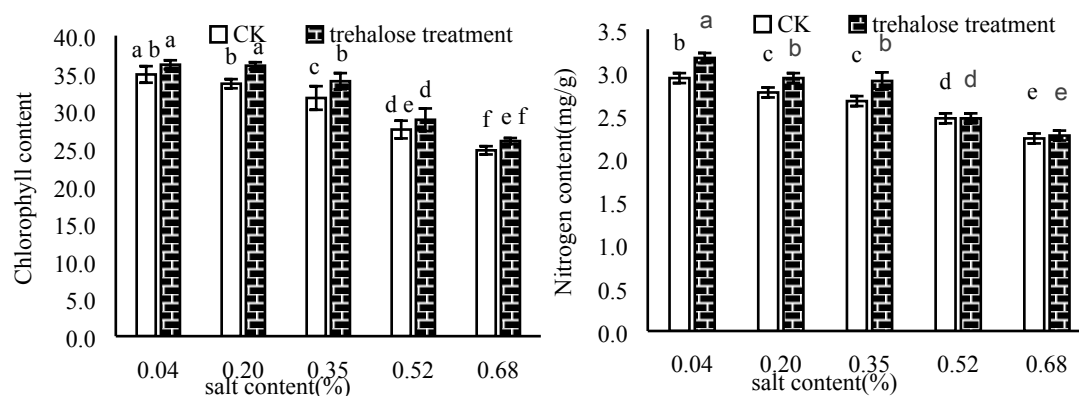 CK trehalose treatment
Chlorophyll content
40.0
35.0
30.0
25.0
20.0
15.0
10.0
5.0
0.0
a b a b a c b d e d f e f
0.04 0.20 0.35 0.52 0.68
salt content(%)
CK trehalose treatment
Nitrogen content(mg/g)
3.5
3.0
2.5
2.0
1.5
1.0
0.5
0.0
b a c b c b d d e e
0.04 0.20 0.35 0.52 0.68
salt content(%)